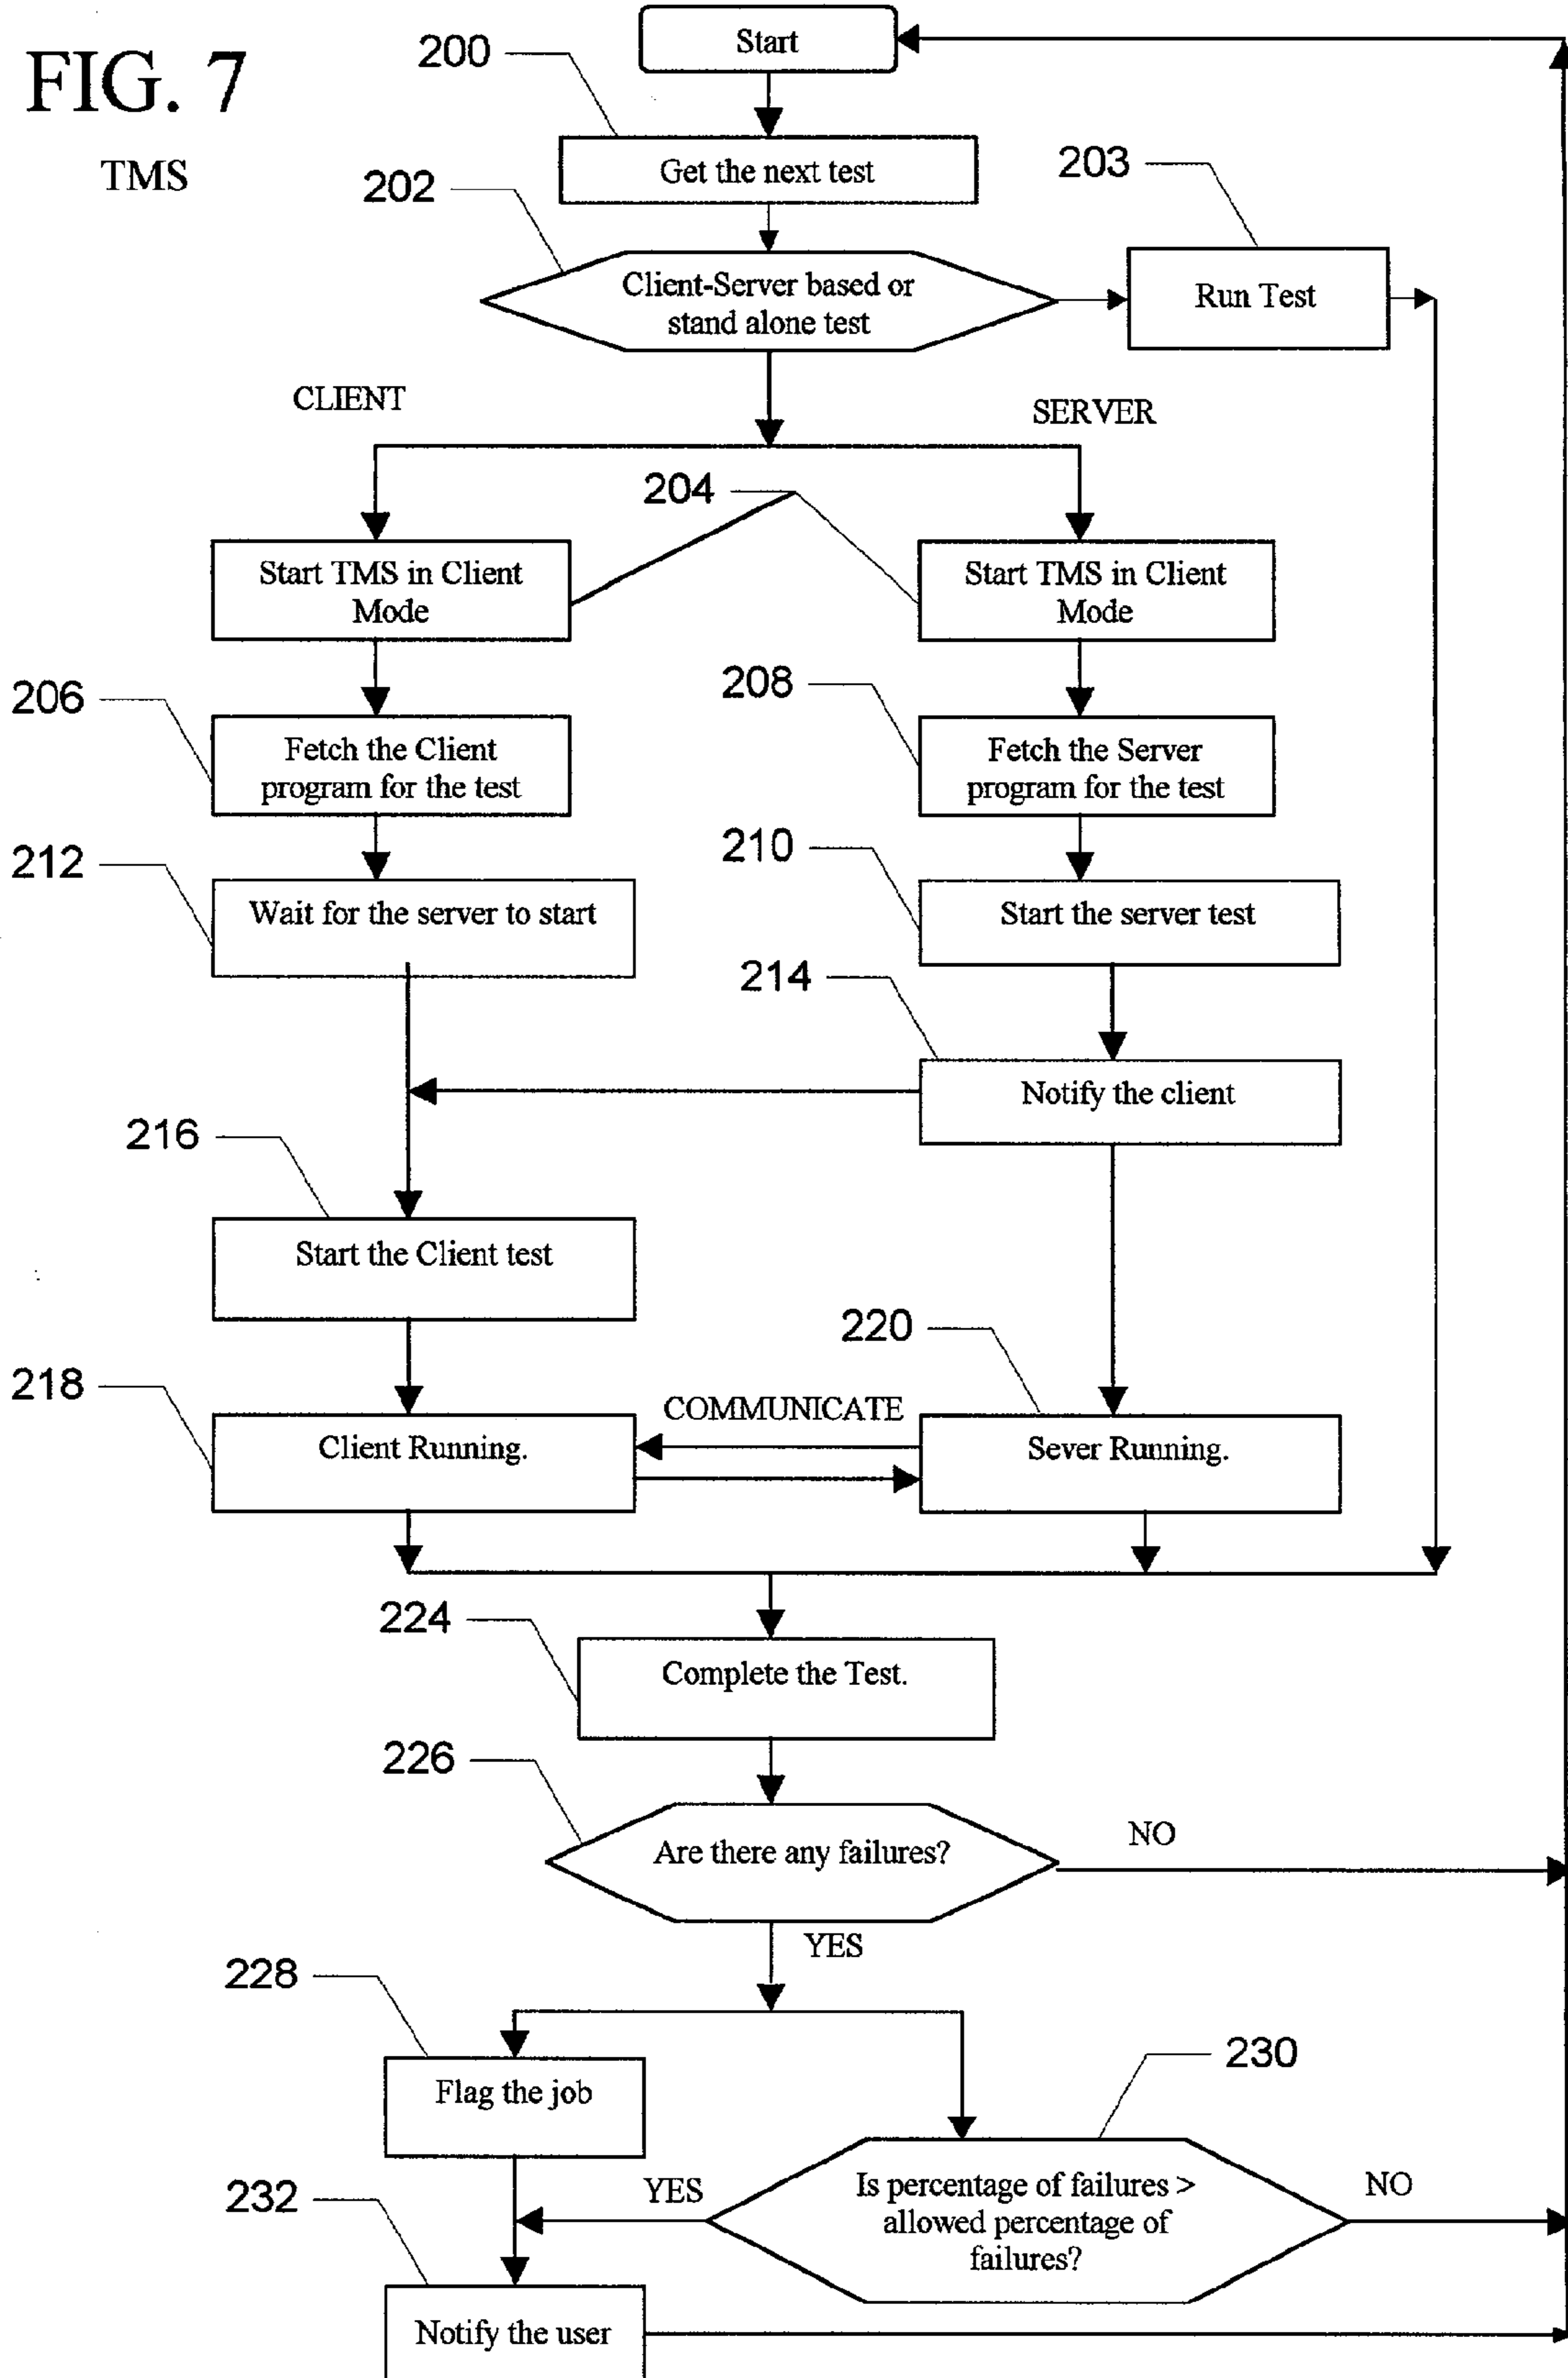 FIG. 7
TMS
Start
200
Get the next test
202
203
Client-Server based or
stand alone test
Run Test
CLIENT
SERVER
204
Start TMS in Client
Mode
Start TMS in Client
Mode
206
208
Fetch the Client
program for the test
Fetch the Server
program for the test
212
210
Wait for the server to start
Start the server test
214
Notify the client
216
Start the Client test
220
218
COMMUNICATE
Client Running.
Sever Running.
224
Complete the Test.
226
Are there any failures?
NO
YES
228
230
Flag the job
Is percentage of failures >
allowed percentage of
failures?
YES
NO
232
Notify the user